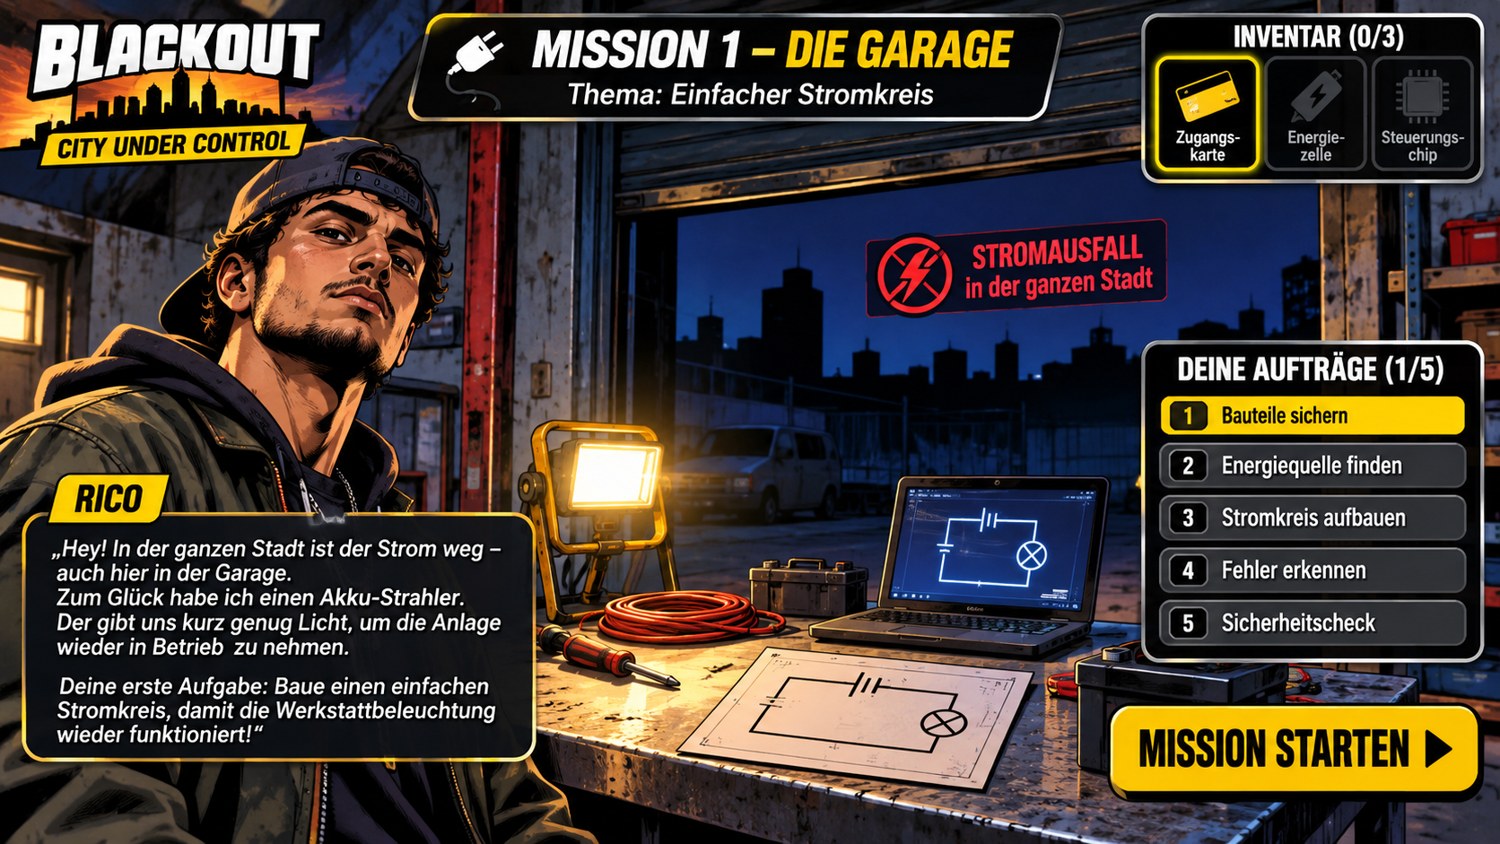 BLACKOUT
CITY UNDER CONTROL
MISSION 1 – DIE GARAGE
Thema: Einfacher Stromkreis
INVENTAR (0/3)
Zugangs-
karte
Energie-
zelle
Steuerungs-
chip
STROMAUSFALL
in der ganzen Stadt
DEINE AUFTRÄGE (1/5)
1 Bauteile sichern
2 Energiequelle finden
3 Stromkreis aufbauen
4 Fehler erkennen
5 Sicherheitscheck
RICO
„Hey! In der ganzen Stadt ist der Strom weg –
auch hier in der Garage.
Zum Glück habe ich einen Akku-Strahler.
Der gibt uns kurz genug Licht, um die Anlage
wieder in Betrieb zu nehmen.
Deine erste Aufgabe: Baue einen einfachen
Stromkreis, damit die Werkstattbeleuchtung
wieder funktioniert!“
MISSION STARTEN